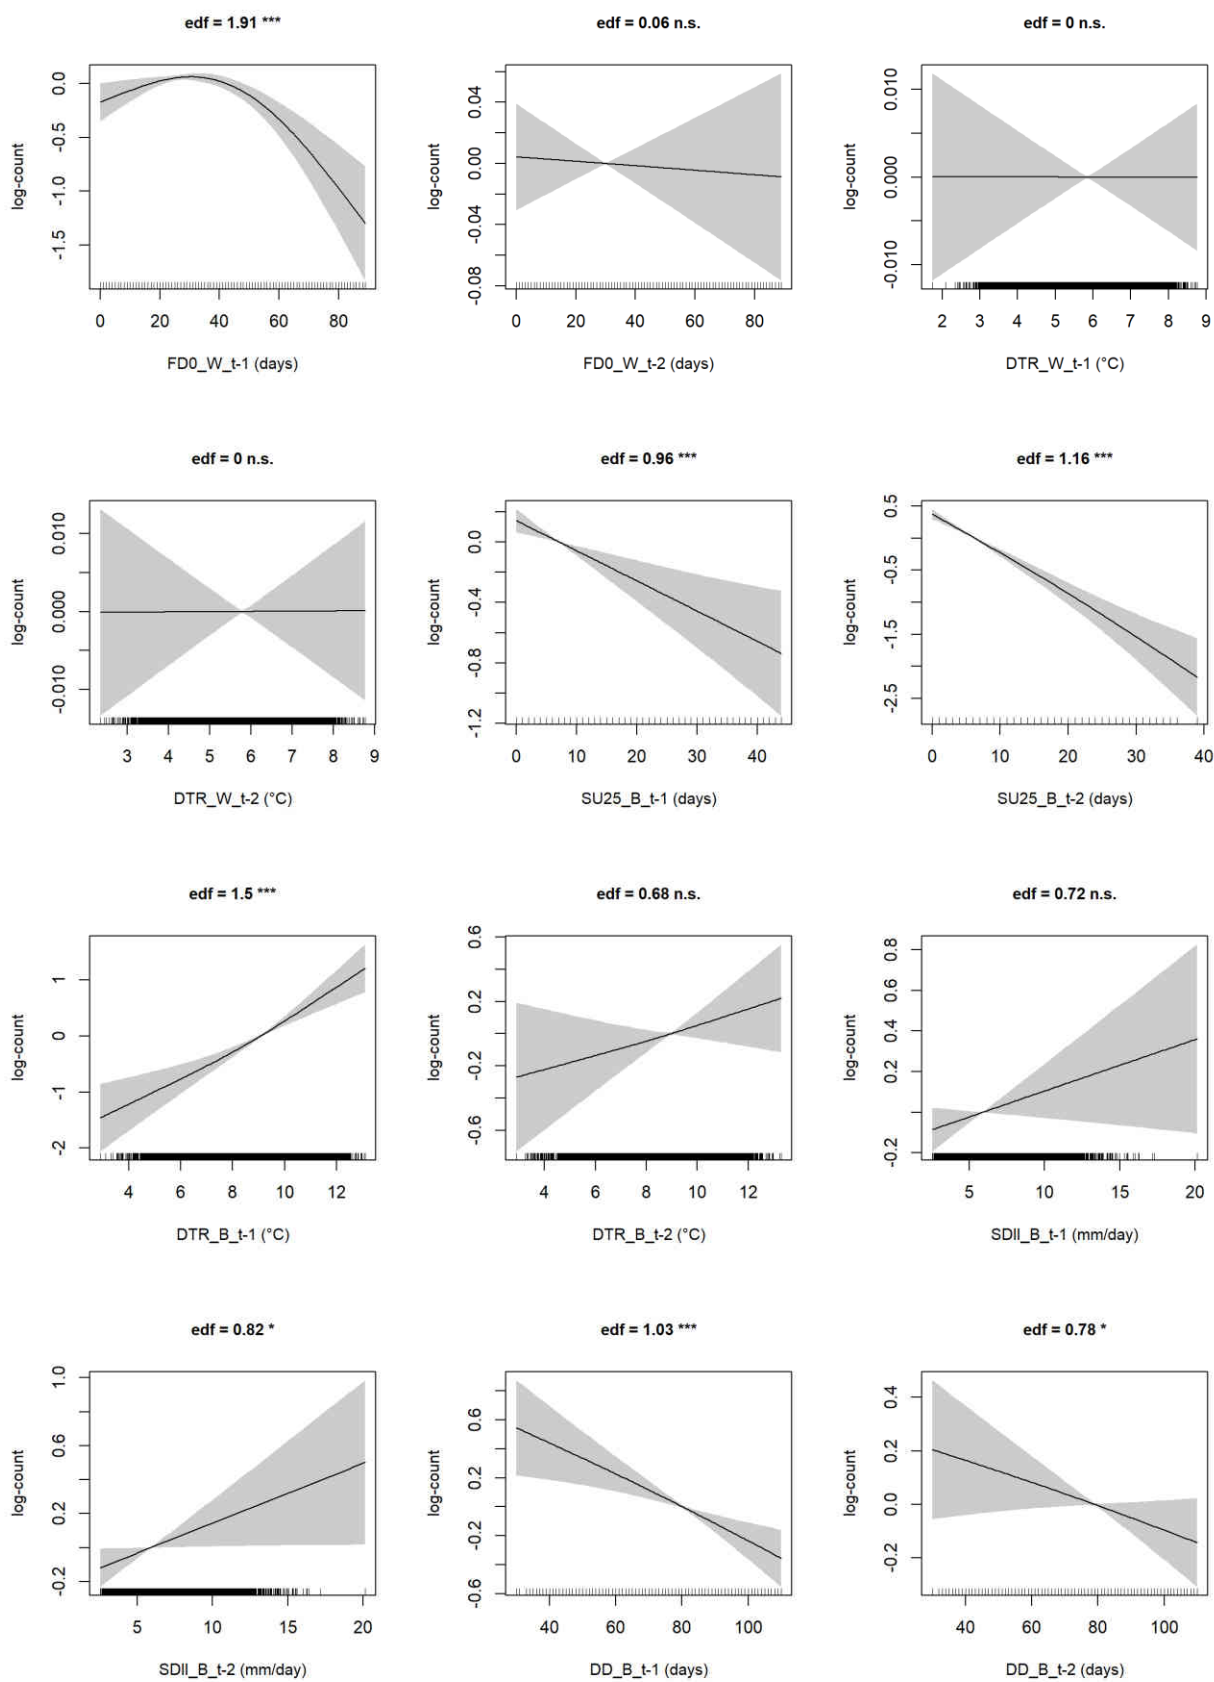 edf = 1.91 ***
edf = 0.06 n.s.
edf = 0 n.s.
log-count
0.0
-0.5
-1.0
-1.5
0 20 40 60 80
FD0_W_t-1 (days)
log-count
0.04
0.00
-0.04
-0.08
0 20 40 60 80
FD0_W_t-2 (days)
log-count
0.010
0.000
-0.010
2 3 4 5 6 7 8 9
DTR_W_t-1 (°C)
edf = 0 n.s.
edf = 0.96 ***
edf = 1.16 ***
log-count
0.010
0.000
-0.010
3 4 5 6 7 8 9
DTR_W_t-2 (°C)
log-count
0.0
-0.4
-0.8
-1.2
0 10 20 30 40
SU25_B_t-1 (days)
log-count
0.5
-0.5
-1.5
-2.5
0 10 20 30 40
SU25_B_t-2 (days)
edf = 1.5 ***
edf = 0.68 n.s.
edf = 0.72 n.s.
log-count
1
0
-1
-2
4 6 8 10 12
DTR_B_t-1 (°C)
log-count
0.6
0.2
-0.2
-0.6
4 6 8 10 12
DTR_B_t-2 (°C)
log-count
0.8
0.6
0.4
0.2
-0.2
5 10 15 20
SDII_B_t-1 (mm/day)
edf = 0.82 *
edf = 1.03 ***
edf = 0.78 *
log-count
1.0
0.6
0.2
-0.2
5 10 15 20
SDII_B_t-2 (mm/day)
log-count
0.6
0.2
-0.2
-0.6
40 60 80 100
DD_B_t-1 (days)
log-count
0.4
0.2
0.0
-0.2
40 60 80 100
DD_B_t-2 (days)